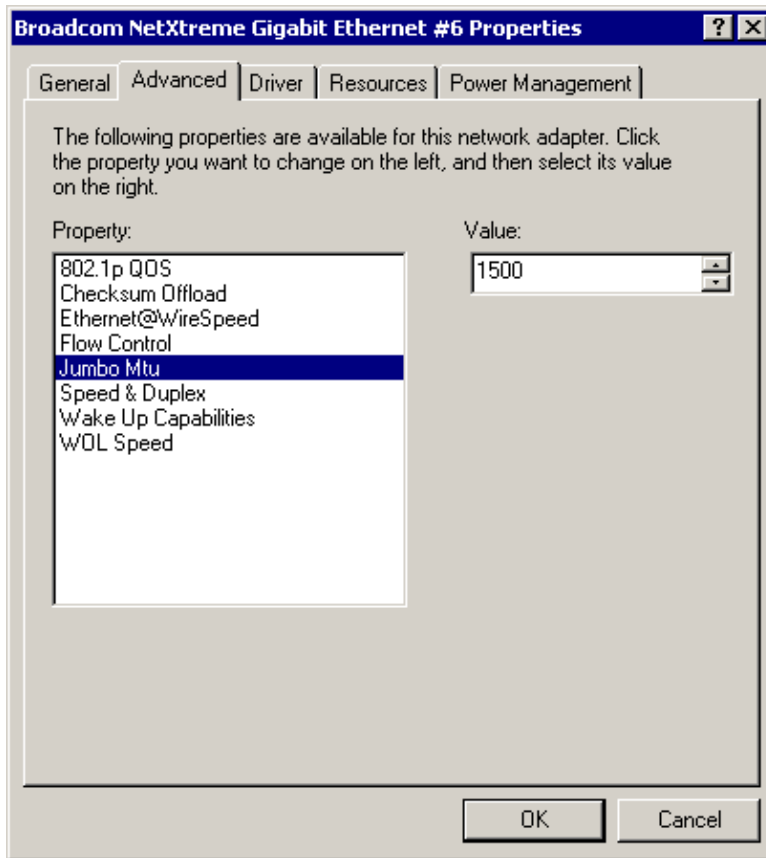 Broadcom NetXtreme Gigabit Ethernet #6 Properties
General Advanced Driver Resources Power Management
The following properties are available for this network adapter. Click
the property you want to change on the left, and then select its value
on the right.
Property:
Value:
802.1p QOS
Checksum Offload
Ethernet@WireSpeed
Flow Control
Jumbo Mtu
Speed & Duplex
Wake Up Capabilities
WOL Speed
1500
OK
Cancel